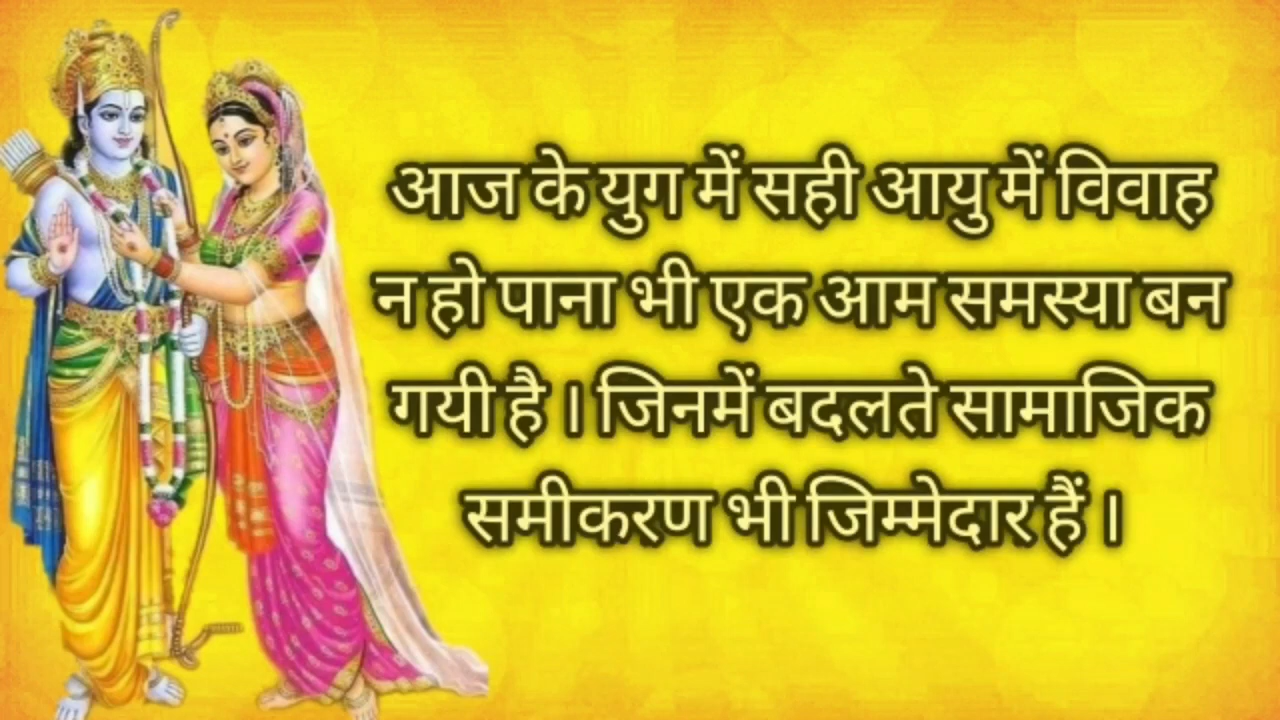 आज के युग में सही आयु में विवाह
न हो पाना भी एक आम समस्या बन
गयी है । जिनमें बदलते सामाजिक
समीकरण भी जिम्मेदार हैं ।